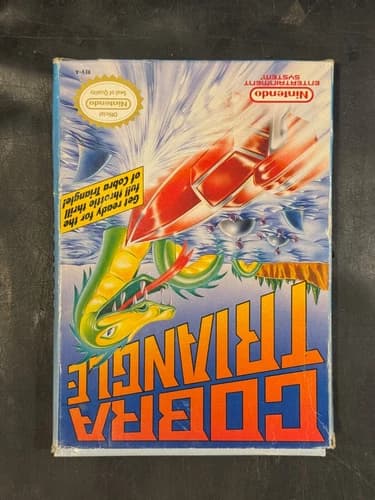 COBRA
TRIANGLE
Get ready for the
full throttle thrill
of Cobra Triangle!
Nintendo
ENTERTAINMENT
SYSTEM
Official
Nintendo
Seal of Quality
REV-A